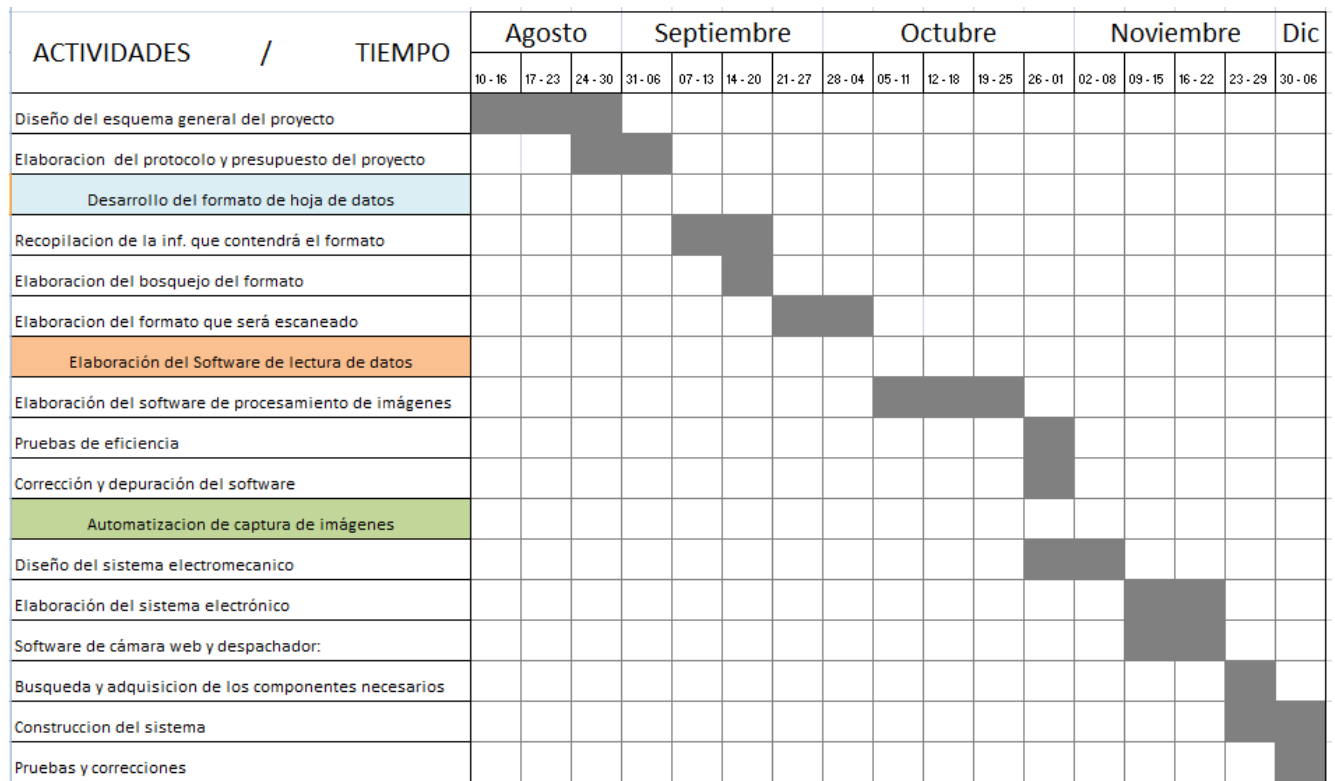 ACTIVIDADES / TIEMPO
Agosto Septiembre Octubre Noviembre Dic
10 - 16 17 - 23 24 - 30 31 - 06 07 - 13 14 - 20 21 - 27 28 - 04 05 - 11 12 - 18 19 - 25 26 - 01 02 - 08 09 - 15 16 - 22 23 - 29 30 - 06
Diseño del esquema general del proyecto
Elaboracion del protocolo y presupuesto del proyecto
Desarrollo del formato de hoja de datos
Recopilacion de la inf. que contendrá el formato
Elaboracion del bosquejo del formato
Elaboracion del formato que será escaneado
Elaboración del Software de lectura de datos
Elaboración del software de procesamiento de imágenes
Pruebas de eficiencia
Corrección y depuración del software
Automatizacion de captura de imágenes
Diseño del sistema electromecanico
Elaboración del sistema electrónico
Software de cámara web y despachador:
Busqueda y adquisicion de los componentes necesarios
Construccion del sistema
Pruebas y correcciones